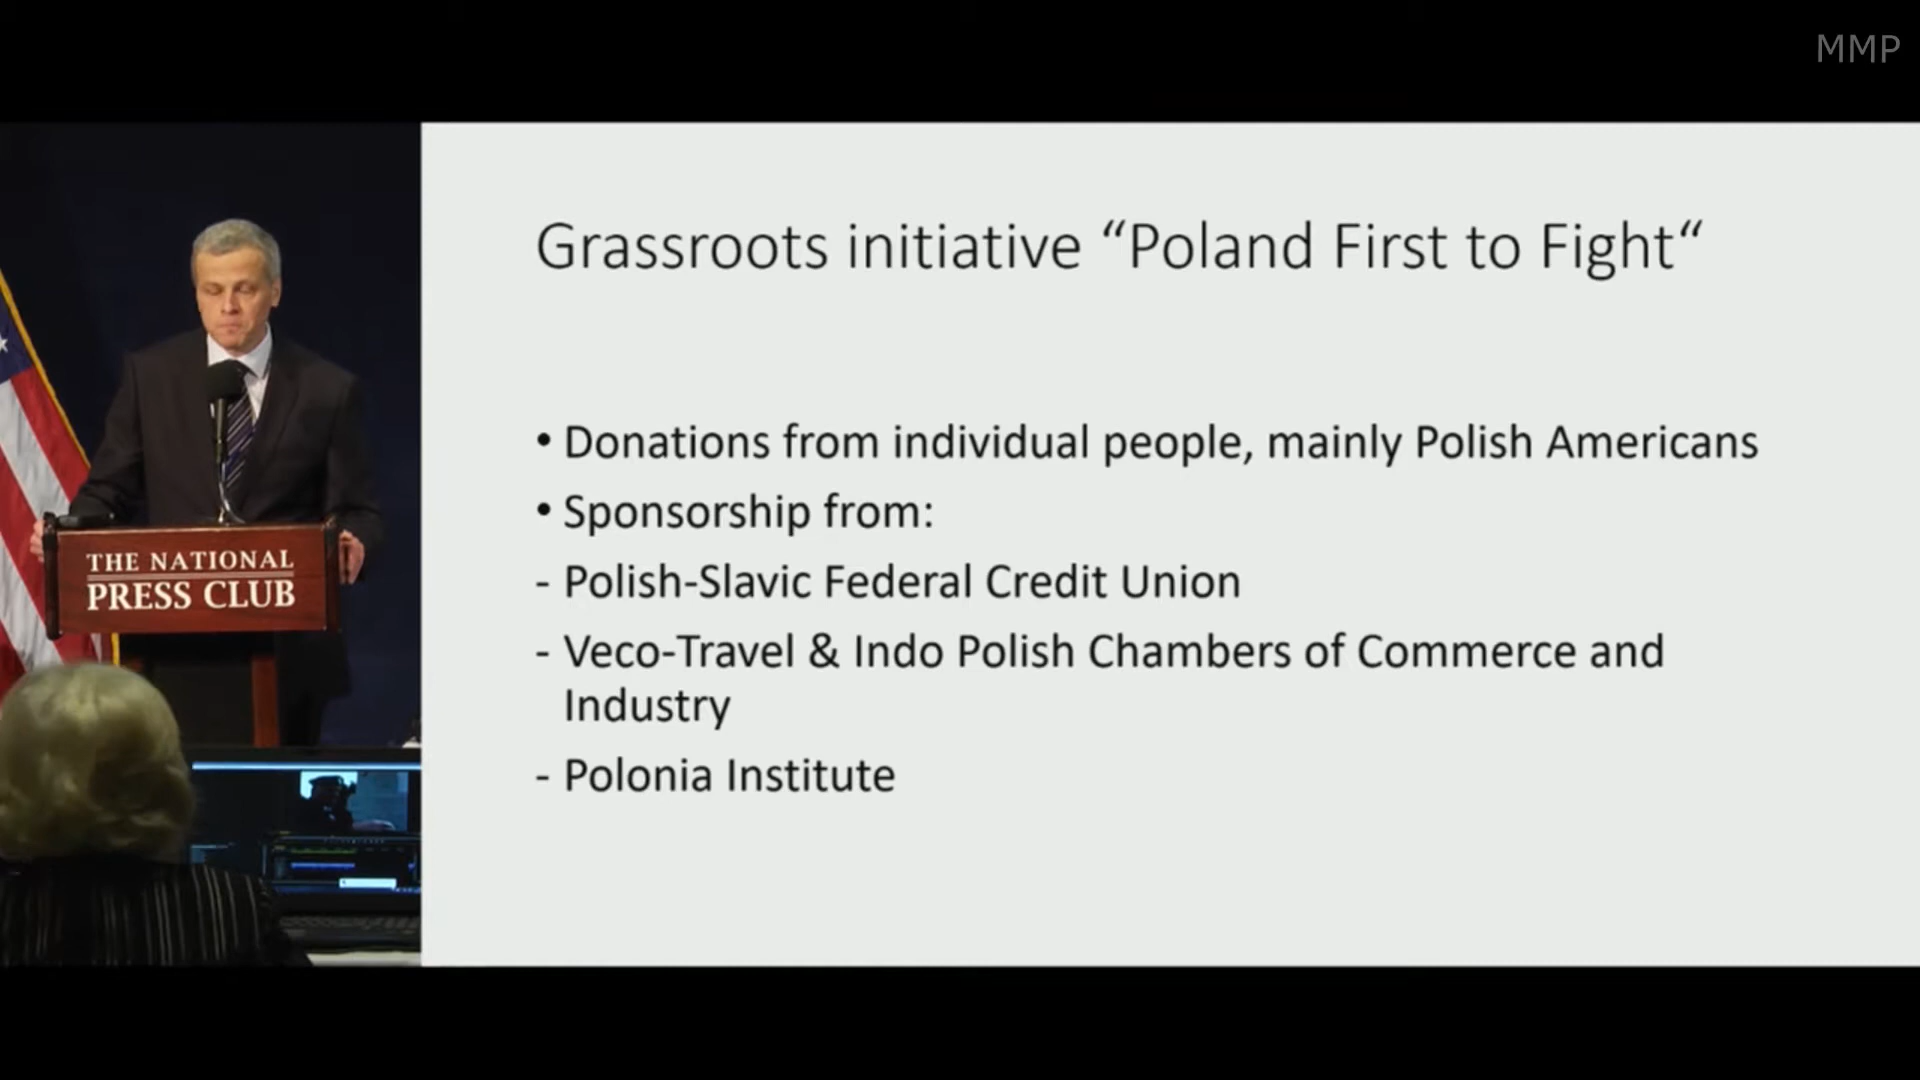 MMP
Grassroots initiative “Poland First to Fight“
• Donations from individual people, mainly Polish Americans
• Sponsorship from:
- Polish-Slavic Federal Credit Union
- Veco-Travel & Indo Polish Chambers of Commerce and
Industry
- Polonia Institute
THE NATIONAL
PRESS CLUB